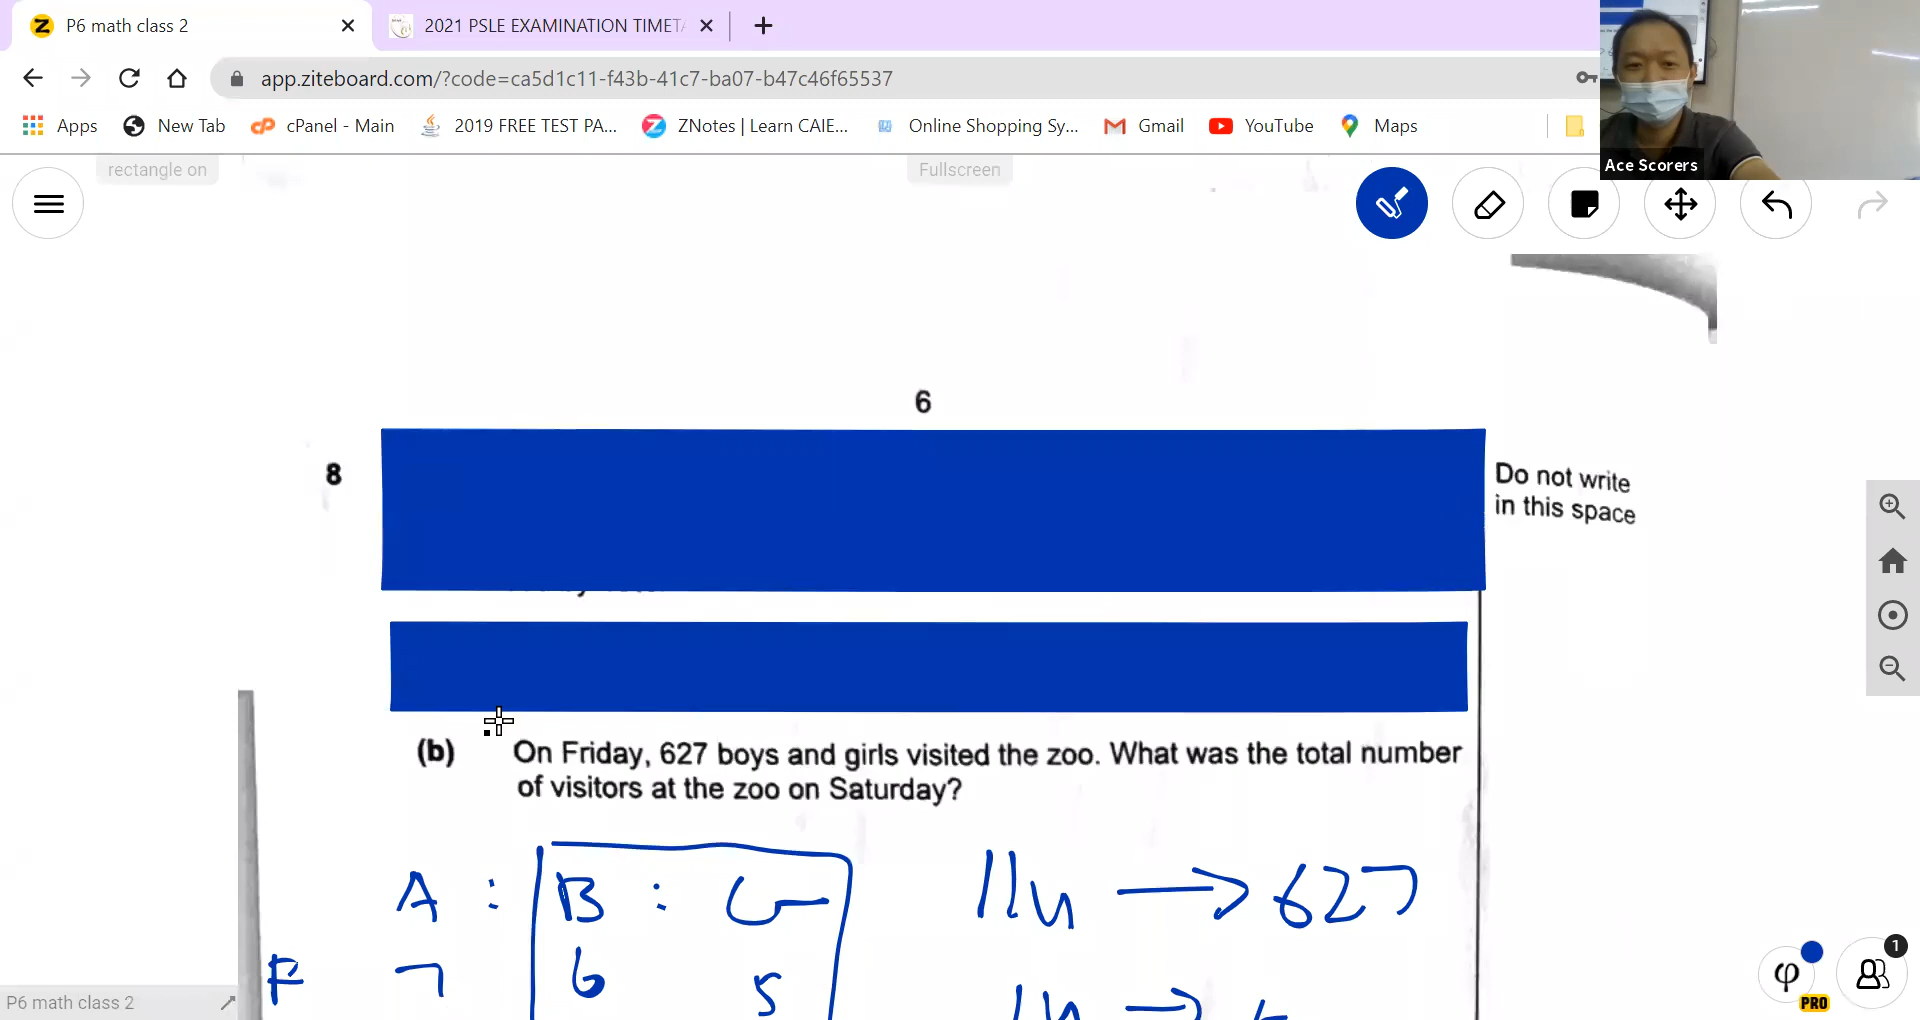 P6 math class 2
2021 PSLE EXAMINATION TIMETA
app.ziteboard.com/?code=ca5d1c11-f43b-41c7-ba07-b47c46f65537
Apps New Tab cPanel - Main 2019 FREE TEST PA... ZNotes | Learn CAIE... Online Shopping Sy... Gmail YouTube Maps
Ace Scorers
rectangle on
Fullscreen
6
8
Do not write
in this space
(b) On Friday, 627 boys and girls visited the zoo. What was the total number
of visitors at the zoo on Saturday?
A : B : G
11u → 627
F 7 6 5
1u →
P6 math class 2
φ
PRO
1